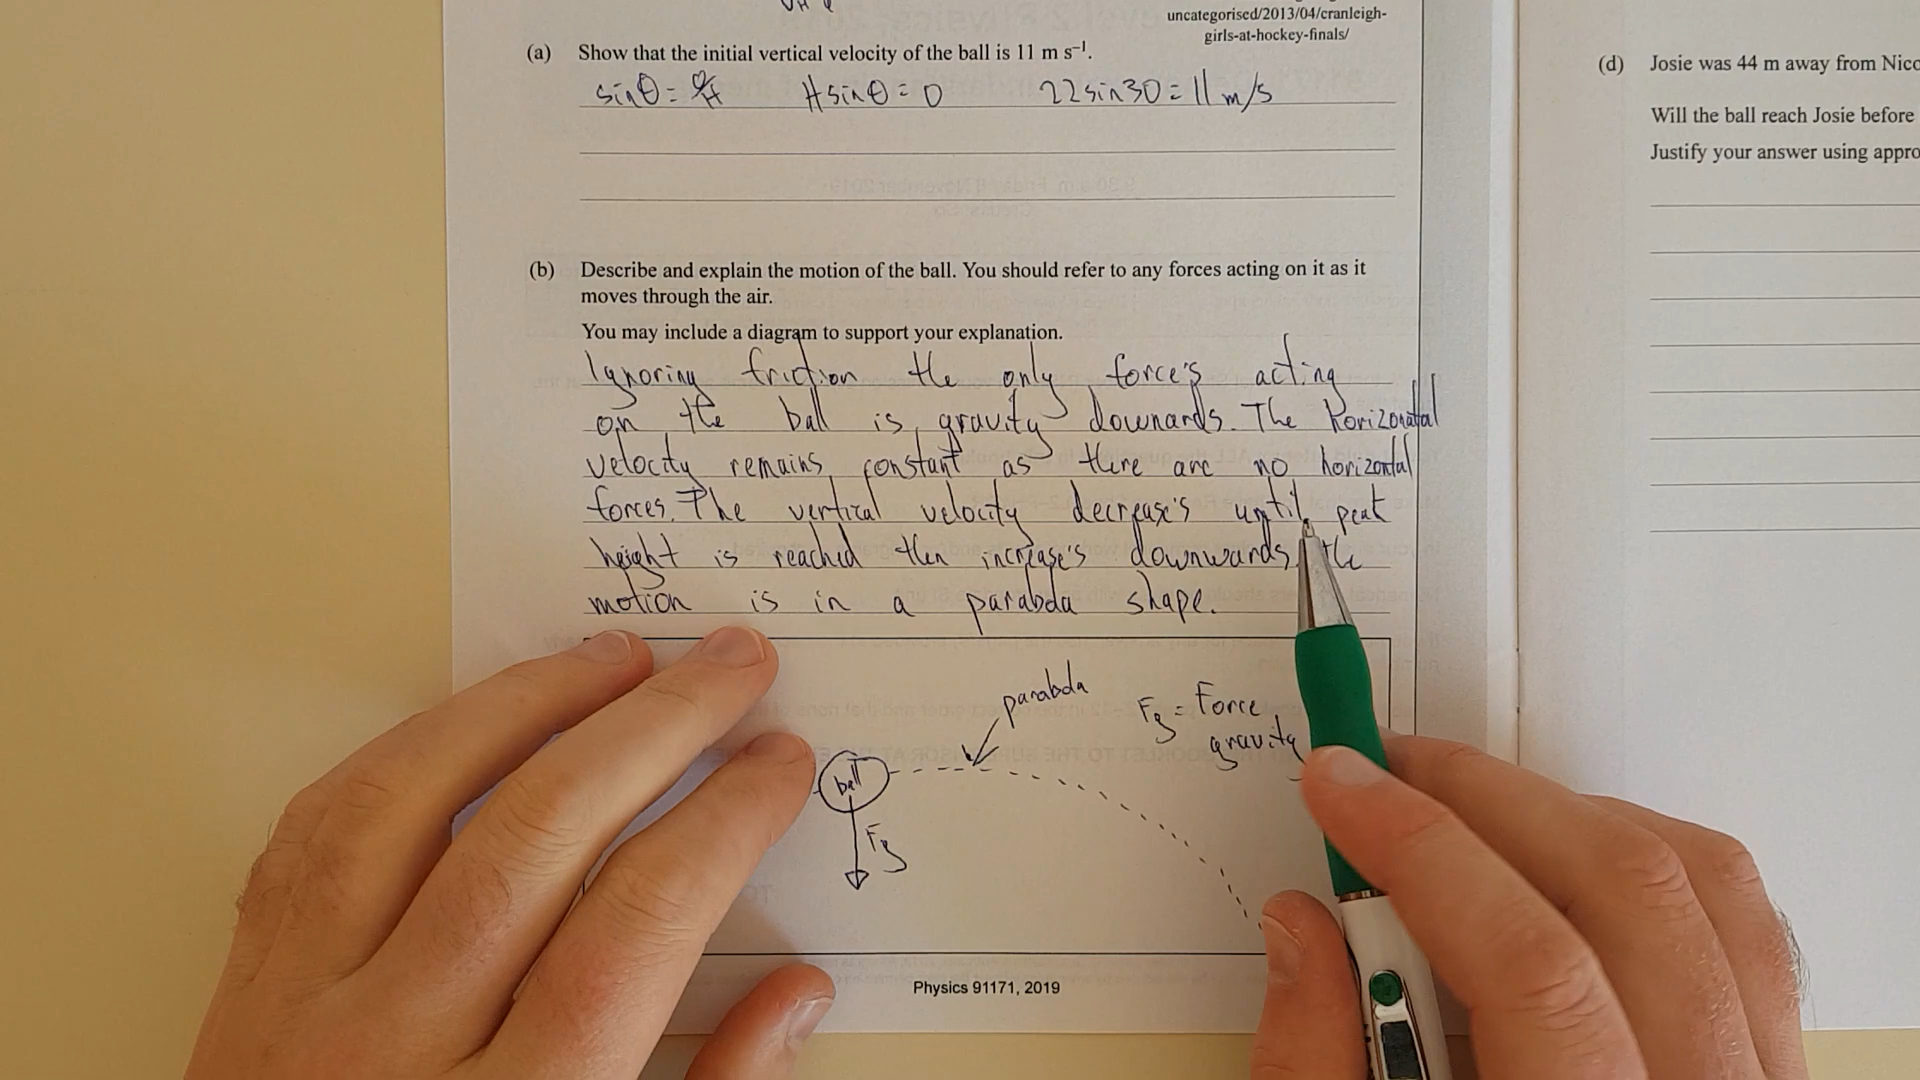 uncategorised/2013/04/cranleigh-
girls-at-hockey-finals/
(a) Show that the initial vertical velocity of the ball is 11 m s⁻¹.
sinθ = O/H Hsinθ = O 22sin30 = 11 m/s
(b) Describe and explain the motion of the ball. You should refer to any forces acting on it as it
moves through the air.
You may include a diagram to support your explanation.
Ignoring friction the only force's acting
on the ball is gravity downards. The horizonatal
velocity remains constant as there are no horizontal
forces. The vertical velocity decrease's until peak
height is reached then increase's downwards. the
motion is in a parabola shape.
parabola
Fg = Force
gravity
ball
Fg
Physics 91171, 2019
(d) Josie was 44 m away from Nico
Will the ball reach Josie before
Justify your answer using appro